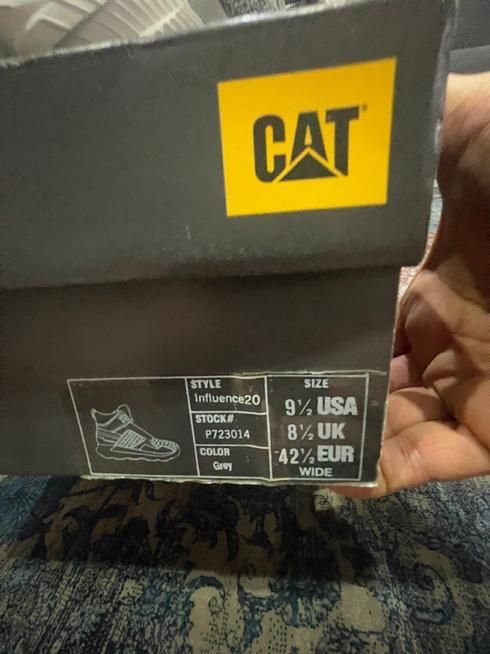 CAT®
STYLE
Influence20
STOCK#
P723014
COLOR
Grey
SIZE
9½ USA
8½ UK
42½ EUR
WIDE